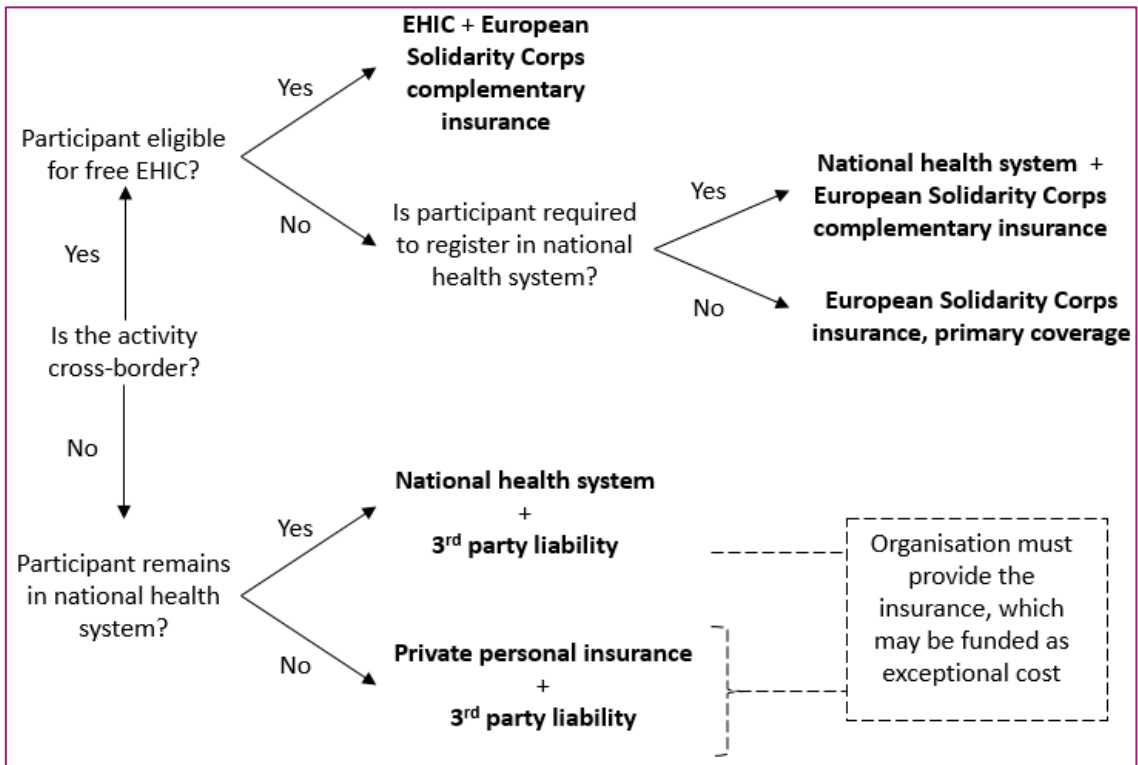 EHIC + European
Solidarity Corps
complementary
insurance
Yes
Participant eligible
for free EHIC?
No
Is participant required
to register in national
health system?
Yes
National health system +
European Solidarity Corps
complementary insurance
No
European Solidarity Corps
insurance, primary coverage
Yes
Is the activity
cross-border?
No
Participant remains
in national health
system?
Yes
National health system
+
3rd party liability
No
Private personal insurance
+
3rd party liability
Organisation must
provide the
insurance, which
may be funded as
exceptional cost